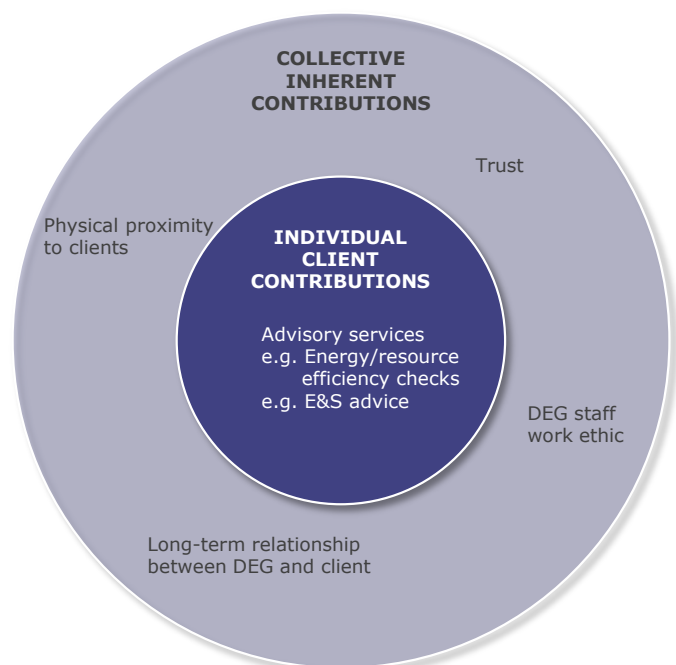 COLLECTIVE
INHERENT
CONTRIBUTIONS
Trust
Physical proximity
to clients
INDIVIDUAL
CLIENT
CONTRIBUTIONS
Advisory services
e.g. Energy/resource
efficiency checks
e.g. E&S advice
DEG staff
work ethic
Long-term relationship
between DEG and client